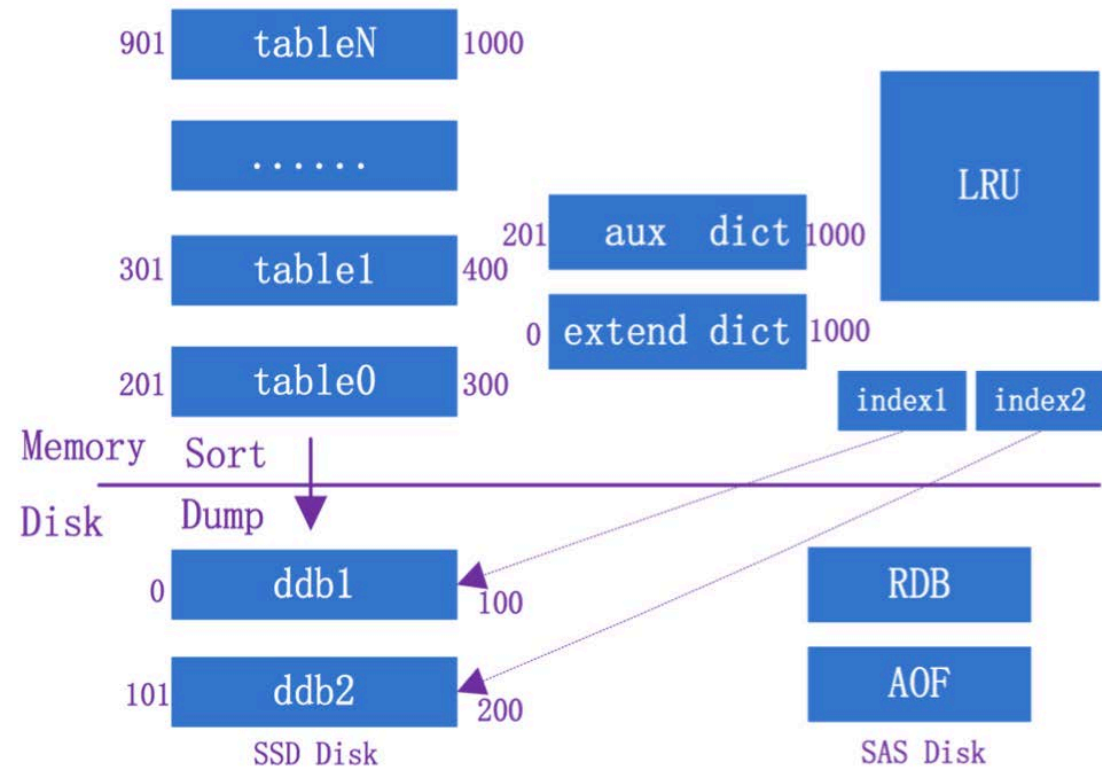 901 tableN 1000
......
LRU
201 aux dict 1000
301 table1 400
0 extend dict 1000
201 table0 300
index1 index2
Memory Sort
Disk Dump
0 ddb1 100
RDB
101 ddb2 200
AOF
SSD Disk
SAS Disk